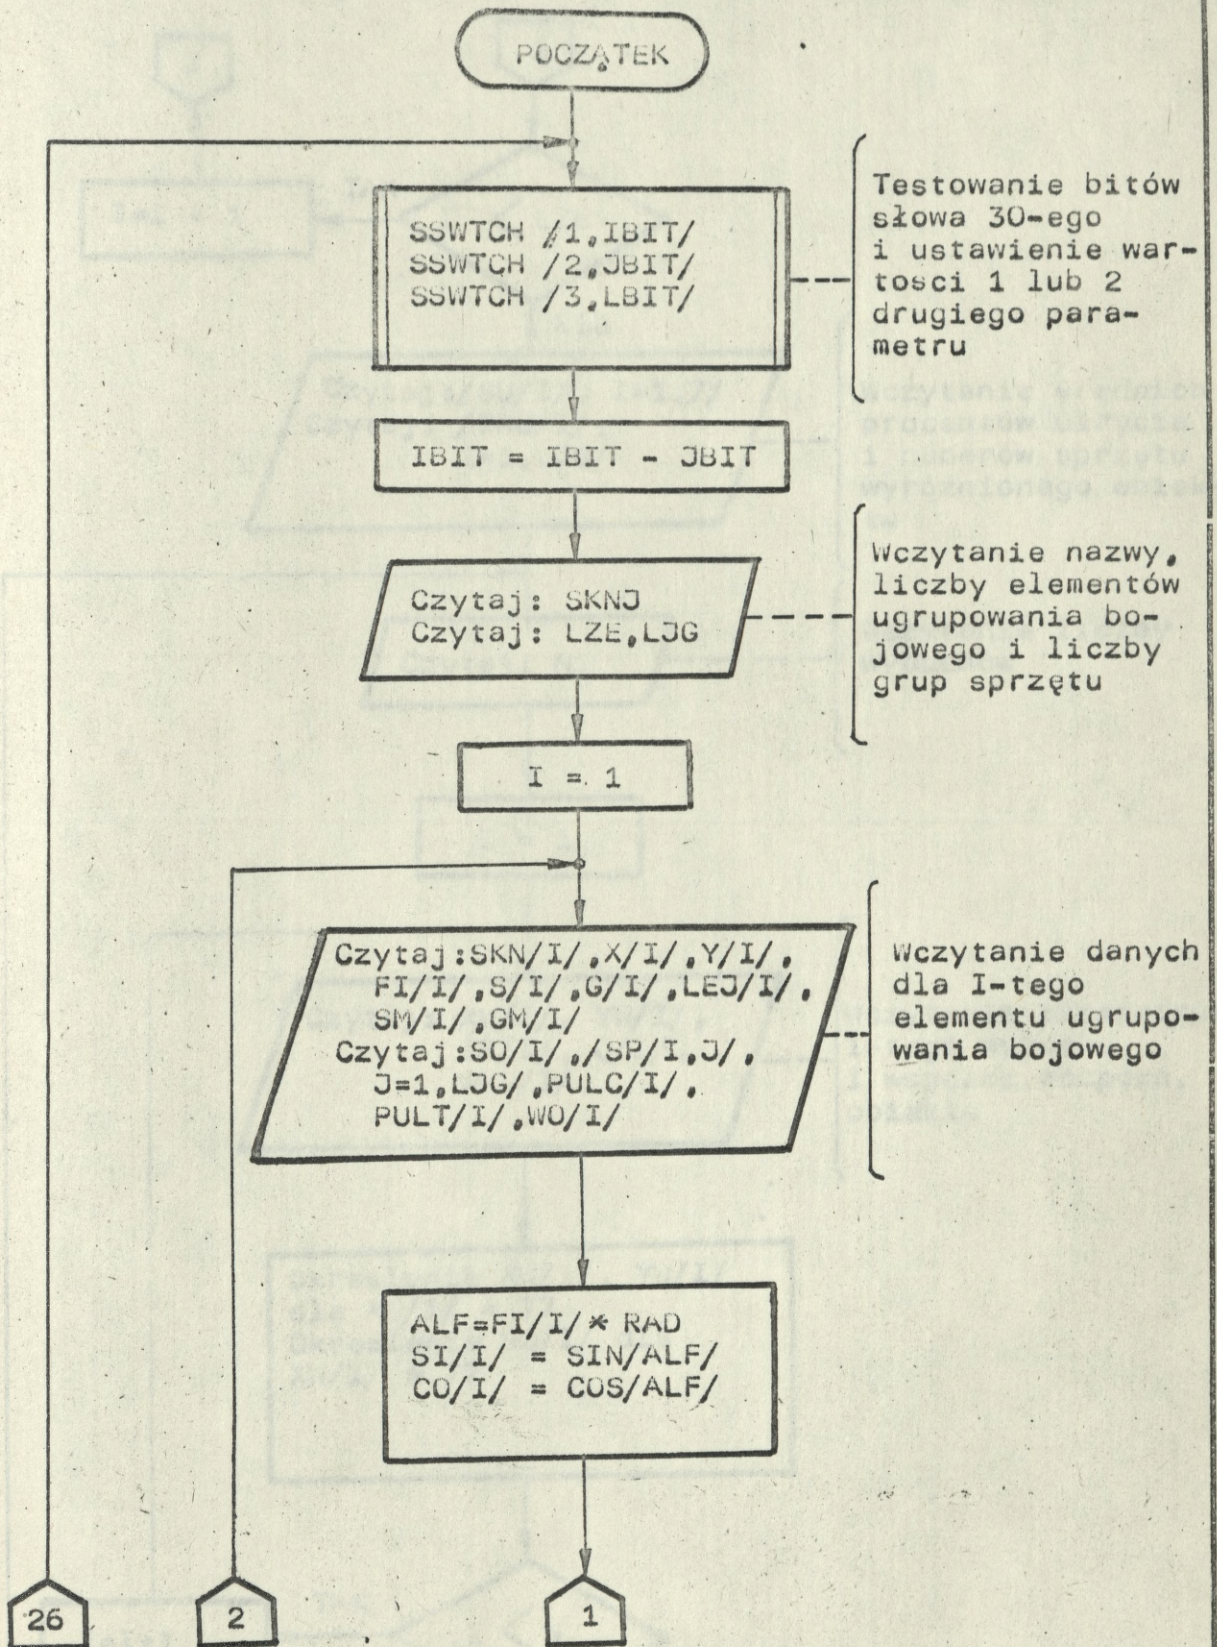 POCZĄTEK
SSWTCH /1,IBIT/
SSWTCH /2,JBIT/
SSWTCH /3,LBIT/
Testowanie bitów
słowa 30-ego
i ustawienie war-
tosci 1 lub 2
drugiego para-
metru
IBIT = IBIT - JBIT
Czytaj: SKNJ
Czytaj: LZE,LJG
Wczytanie nazwy,
liczby elementów
ugrupowania bo-
jowego i liczby
grup sprzętu
I = 1
Czytaj:SKN/I/,X/I/,Y/I/,
FI/I/,S/I/,G/I/,LEJ/I/,
SM/I/,GM/I/
Czytaj:SO/I/,/SP/I,J/,
J=1,LJG/,PULC/I/,
PULT/I/,WO/I/
Wczytanie danych
dla I-tego
elementu ugrupo-
wania bojowego
ALF=FI/I/* RAD
SI/I/ = SIN/ALF/
CO/I/ = COS/ALF/
26
2
1